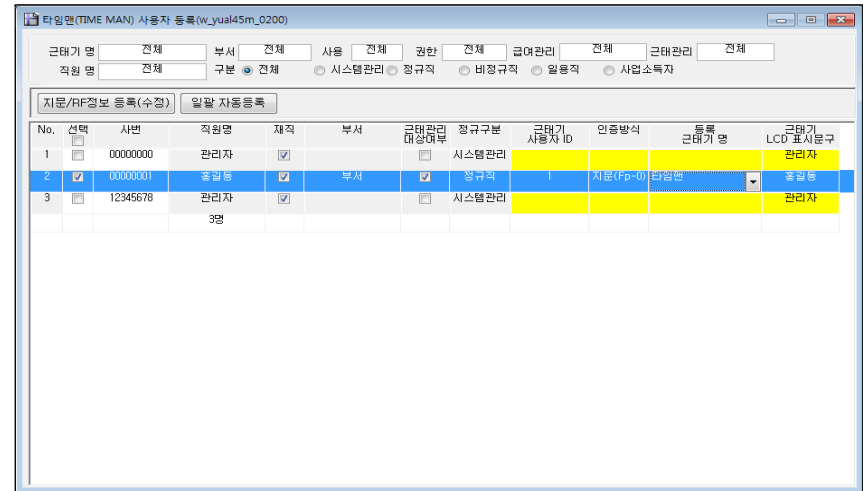 타임맨(TIME MAN) 사용자 등록(w_yual45m_0200)
근태기 명 전체 부서 전체 사용 전체 권한 전체 급여관리 전체 근태관리 전체
직원 명 전체 구분 전체 시스템관리 정규직 비정규직 일용직 사업소득자
지문/RF정보 등록(수정) 일괄 자동등록
No. 선택 사번 직원명 재직 부서 근태관리 대상여부 정규구분 근태기 사용자 ID 인증방식 등록 근태기 명 근태기 LCD 표시문구
1 00000000 관리자 시스템관리 관리자
2 00000001 홍길동 부서 정규직 1 지문(Fp-0) 타임맨 홍길동
3 12345678 관리자 시스템관리 관리자
3명